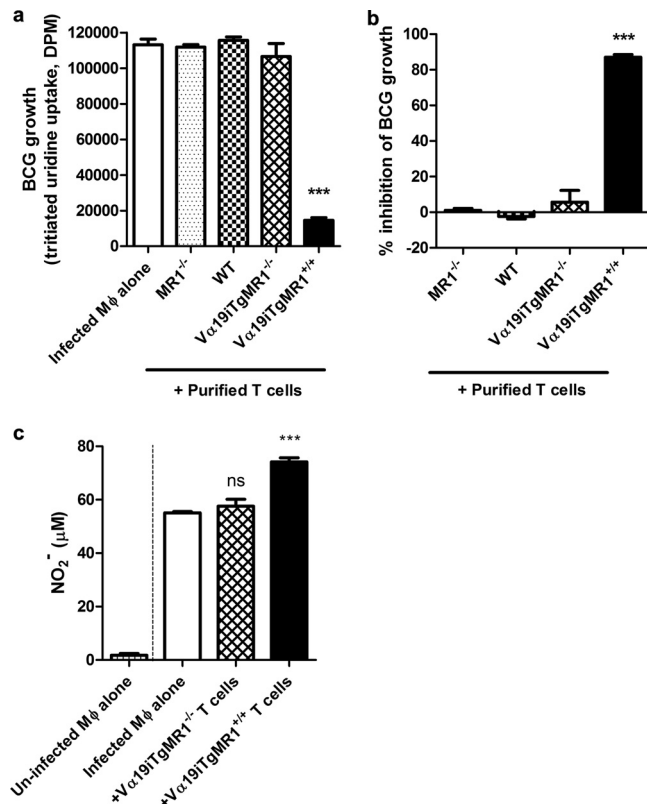 a
BCG growth
(tritiated uridine uptake, DPM)
120000
100000
80000
60000
40000
20000
0
***
Infected Mϕ alone
MR1-/-
WT
Vα19iTgMR1-/-
Vα19iTgMR1+/+
+ Purified T cells
b
% inhibition of BCG growth
100
80
60
40
20
0
-20
***
MR1-/-
WT
Vα19iTgMR1-/-
Vα19iTgMR1+/+
+ Purified T cells
c
NO2- (μM)
80
60
40
20
0
ns
***
Un-infected Mϕ alone
Infected Mϕ alone
+Vα19iTgMR1-/- T cells
+Vα19iTgMR1+/+ T cells